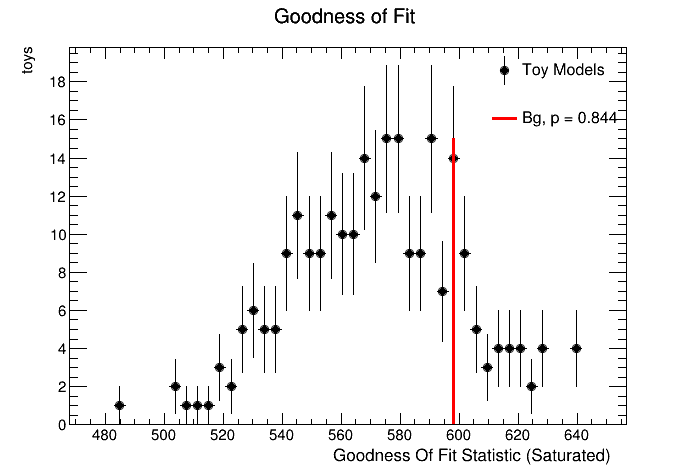 Goodness of Fit
toys
18
16
14
12
10
8
6
4
2
0
Toy Models
Bg, p = 0.844
480 500 520 540 560 580 600 620 640
Goodness Of Fit Statistic (Saturated)